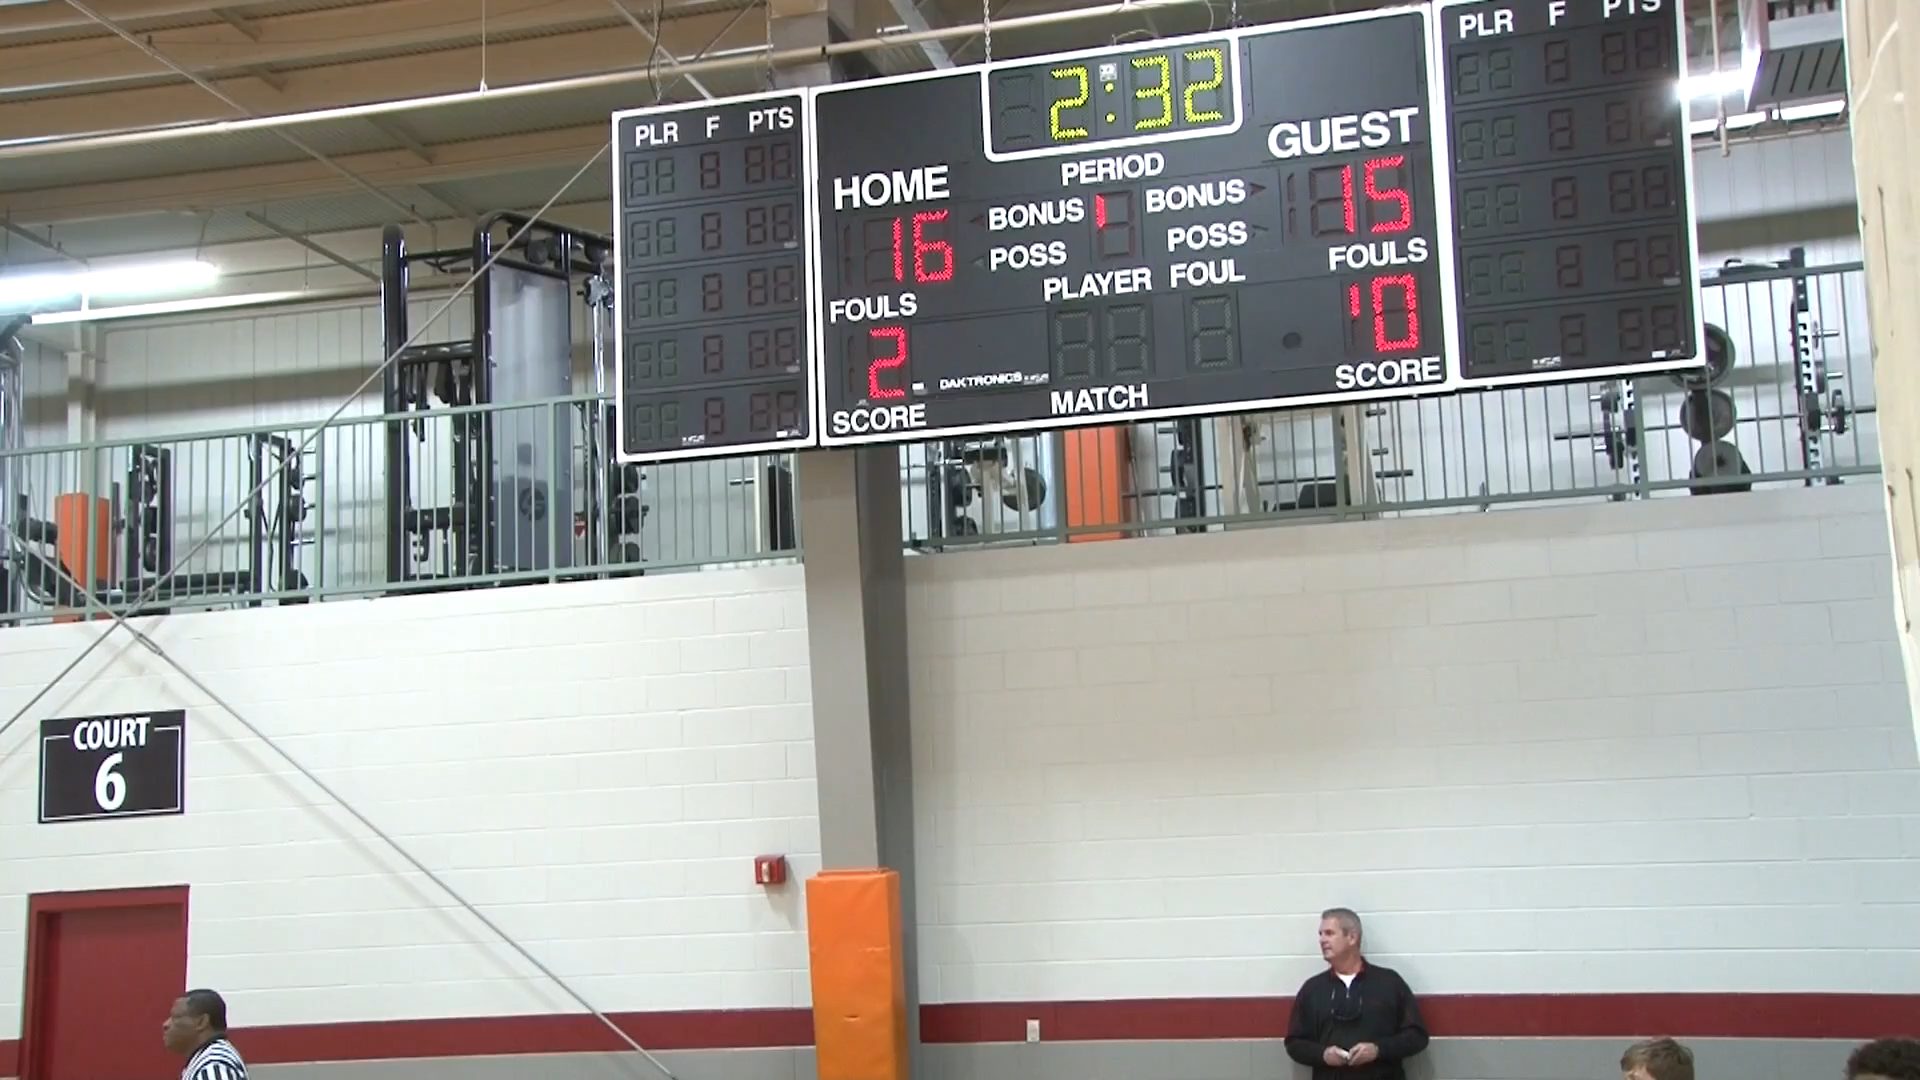 PLR F PTS
2:32
PLR F PTS
HOME
PERIOD
GUEST
16
BONUS
1
BONUS
15
POSS
POSS
FOULS
PLAYER FOUL
FOULS
2
DAKTRONICS
SCORE
MATCH
SCORE
COURT
6